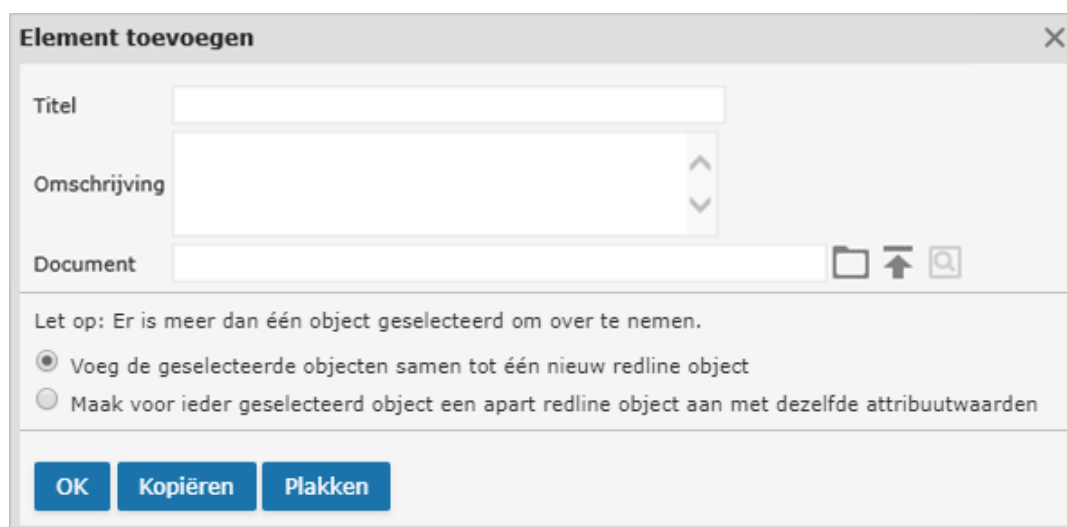 Element toevoegen
Titel
Omschrijving
Document
Let op: Er is meer dan één object geselecteerd om over te nemen.
Voeg de geselecteerde objecten samen tot één nieuw redline object
Maak voor ieder geselecteerd object een apart redline object aan met dezelfde attribuutwaarden
OK Kopiëren Plakken